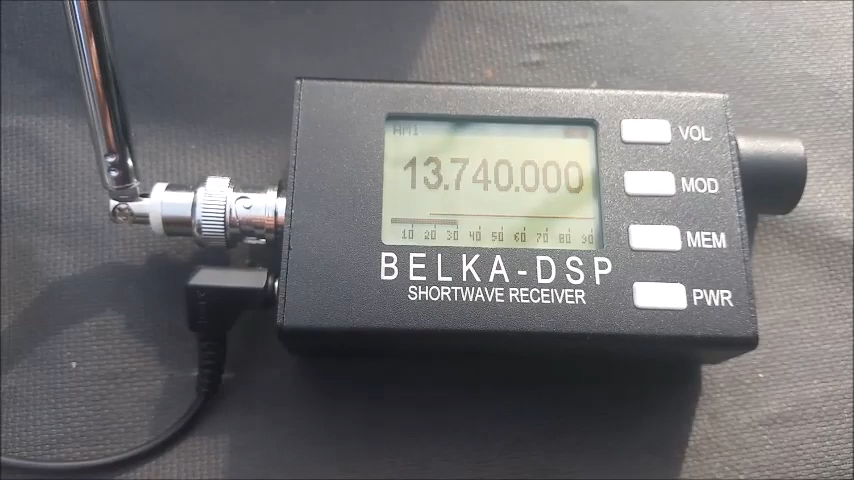 AM1
13.740.000
10 20 30 40 50 60 70 80 90
BELKA-DSP
SHORTWAVE RECEIVER
VOL
MOD
MEM
PWR